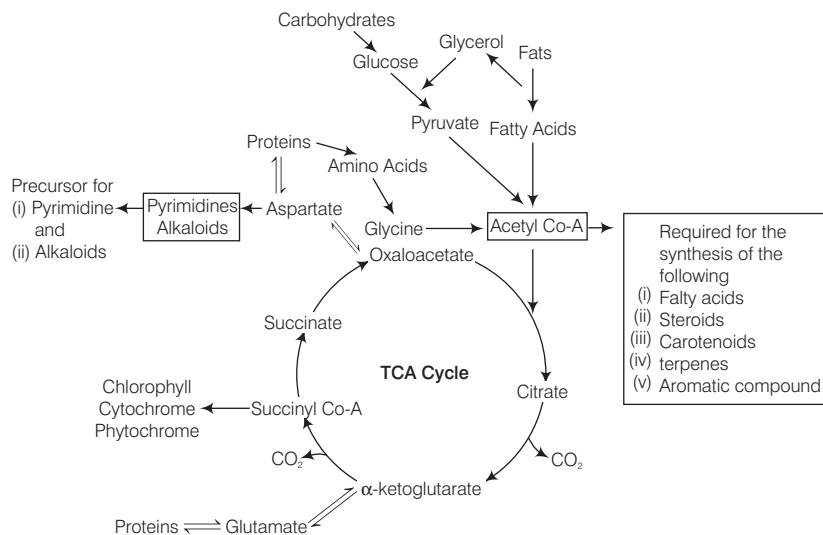 Carbohydrates
Glycerol
Fats
Glucose
Pyruvate
Fatty Acids
Proteins
Amino Acids
Precursor for
(i) Pyrimidine
and
(ii) Alkaloids
Pyrimidines
Alkaloids
Aspartate
Glycine
Acetyl Co-A
Required for the
synthesis of the
following
(i) Falty acids
(ii) Steroids
(iii) Carotenoids
(iv) terpenes
(v) Aromatic compound
Oxaloacetate
Succinate
TCA Cycle
Citrate
Chlorophyll
Cytochrome
Phytochrome
Succinyl Co-A
CO₂
CO₂
α-ketoglutarate
Proteins
Glutamate